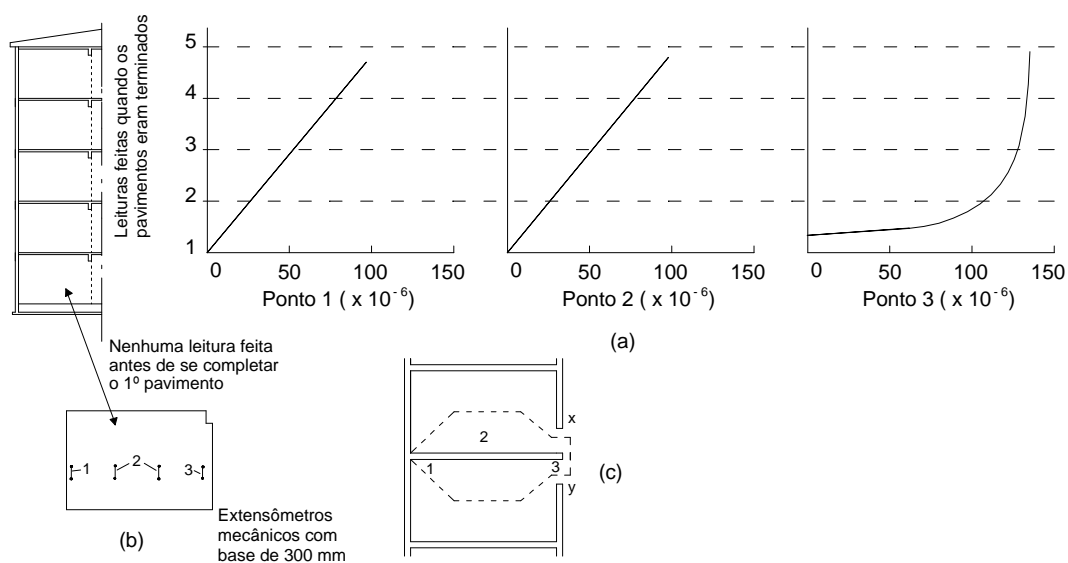 Leituras feitas quando os
pavimentos eram terminados
5
4
3
2
1
0 50 100 150
Ponto 1 ( x 10⁻⁶)
0 50 100 150
Ponto 2 ( x 10⁻⁶)
0 50 100 150
Ponto 3 ( x 10⁻⁶)
(a)
Nenhuma leitura feita
antes de se completar
o 1º pavimento
1 2 3
(b)
Extensômetros
mecânicos com
base de 300 mm
x
2
1 3
y
(c)